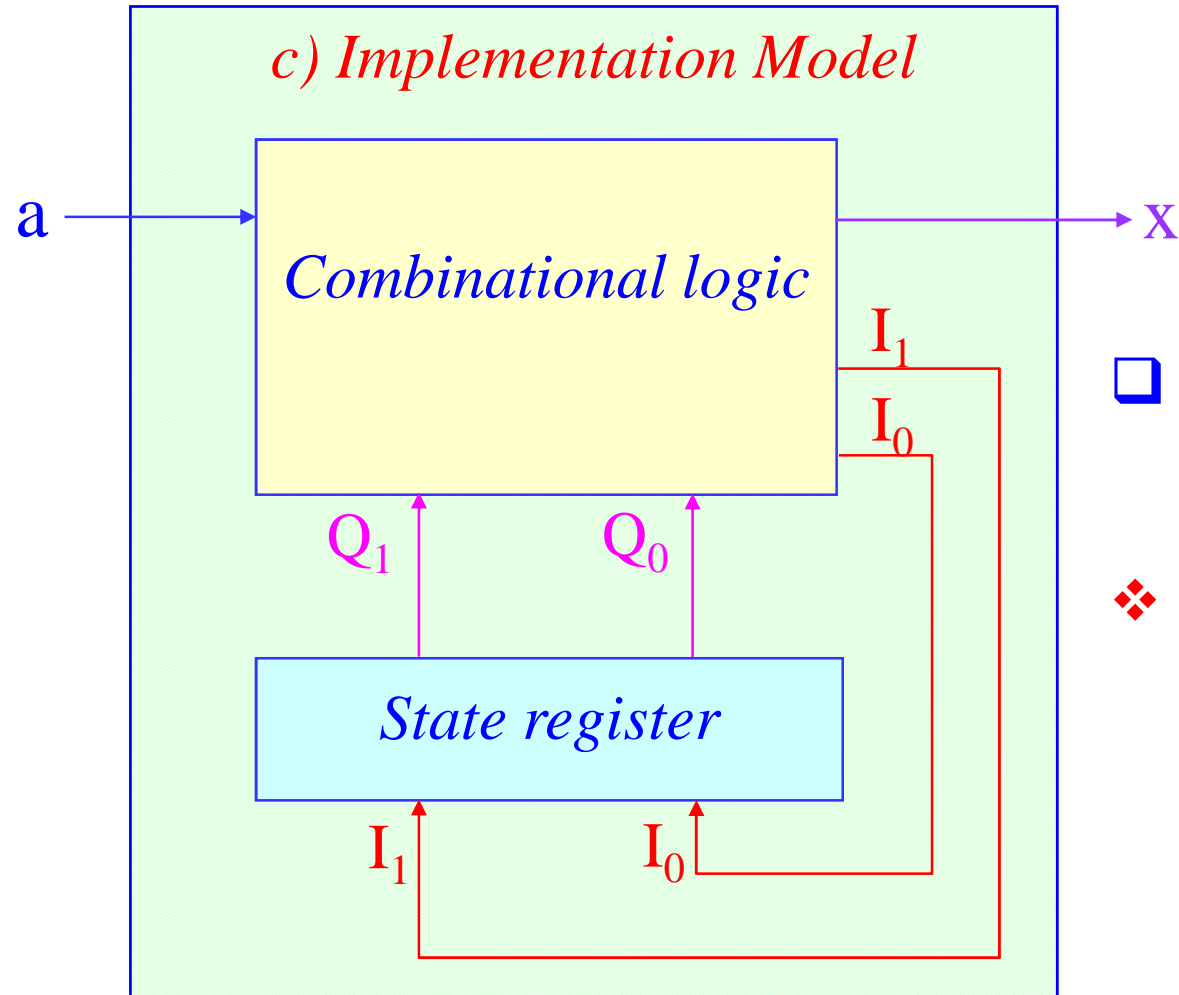 c) Implementation Model
a
x
Combinational logic
I₁
I₀
Q₁ Q₀
State register
I₁ I₀